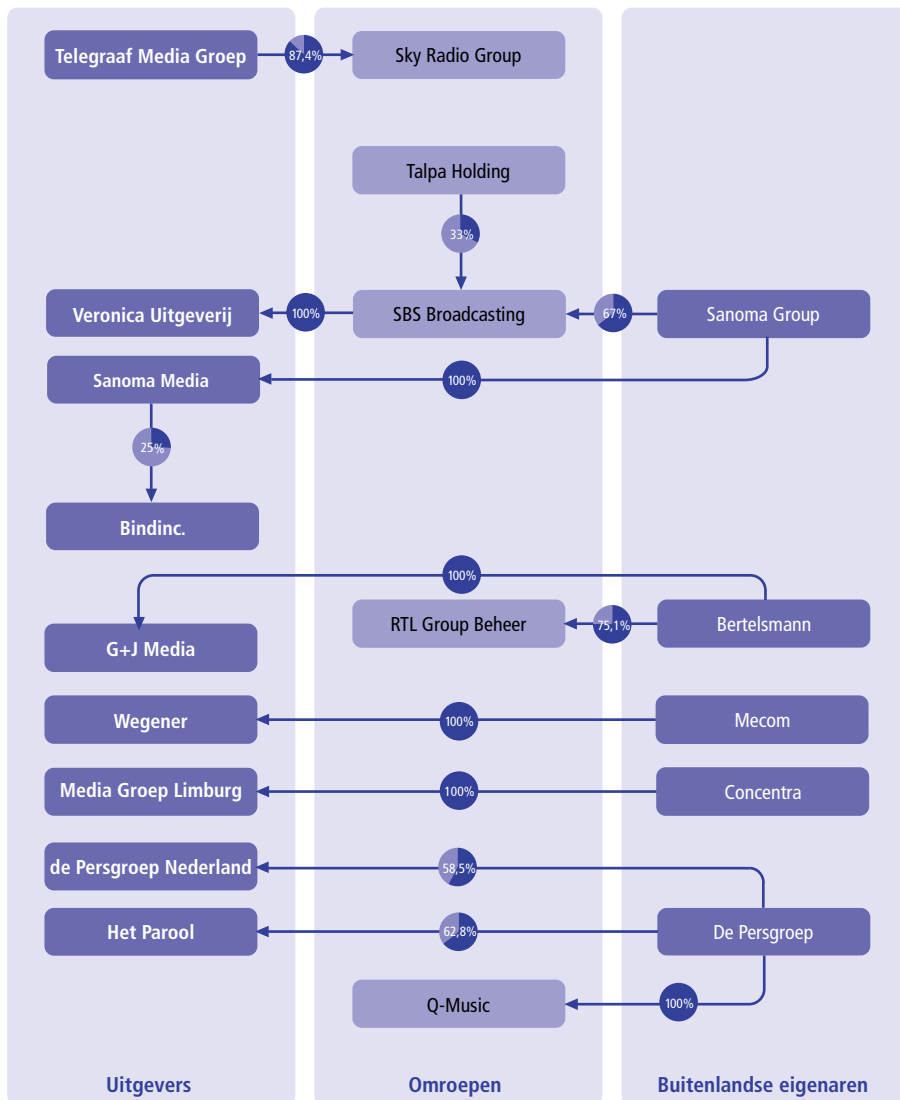 Telegraaf Media Groep
87,4%
Sky Radio Group
Talpa Holding
33%
Veronica Uitgeverij
100%
SBS Broadcasting
67%
Sanoma Group
Sanoma Media
100%
25%
Bindinc.
100%
G+J Media
RTL Group Beheer
75,1%
Bertelsmann
Wegener
100%
Mecom
Media Groep Limburg
100%
Concentra
de Persgroep Nederland
58,5%
Het Parool
62,8%
De Persgroep
Q-Music
100%
Uitgevers
Omroepen
Buitenlandse eigenaren